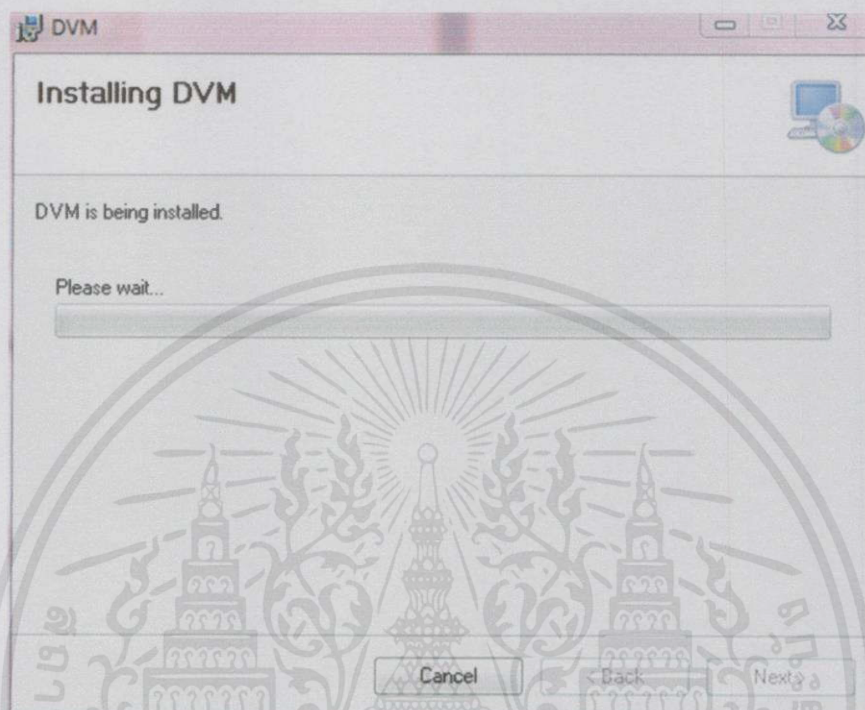 DVM
Installing DVM
DVM is being installed.
Please wait...
Cancel
< Back
Next >